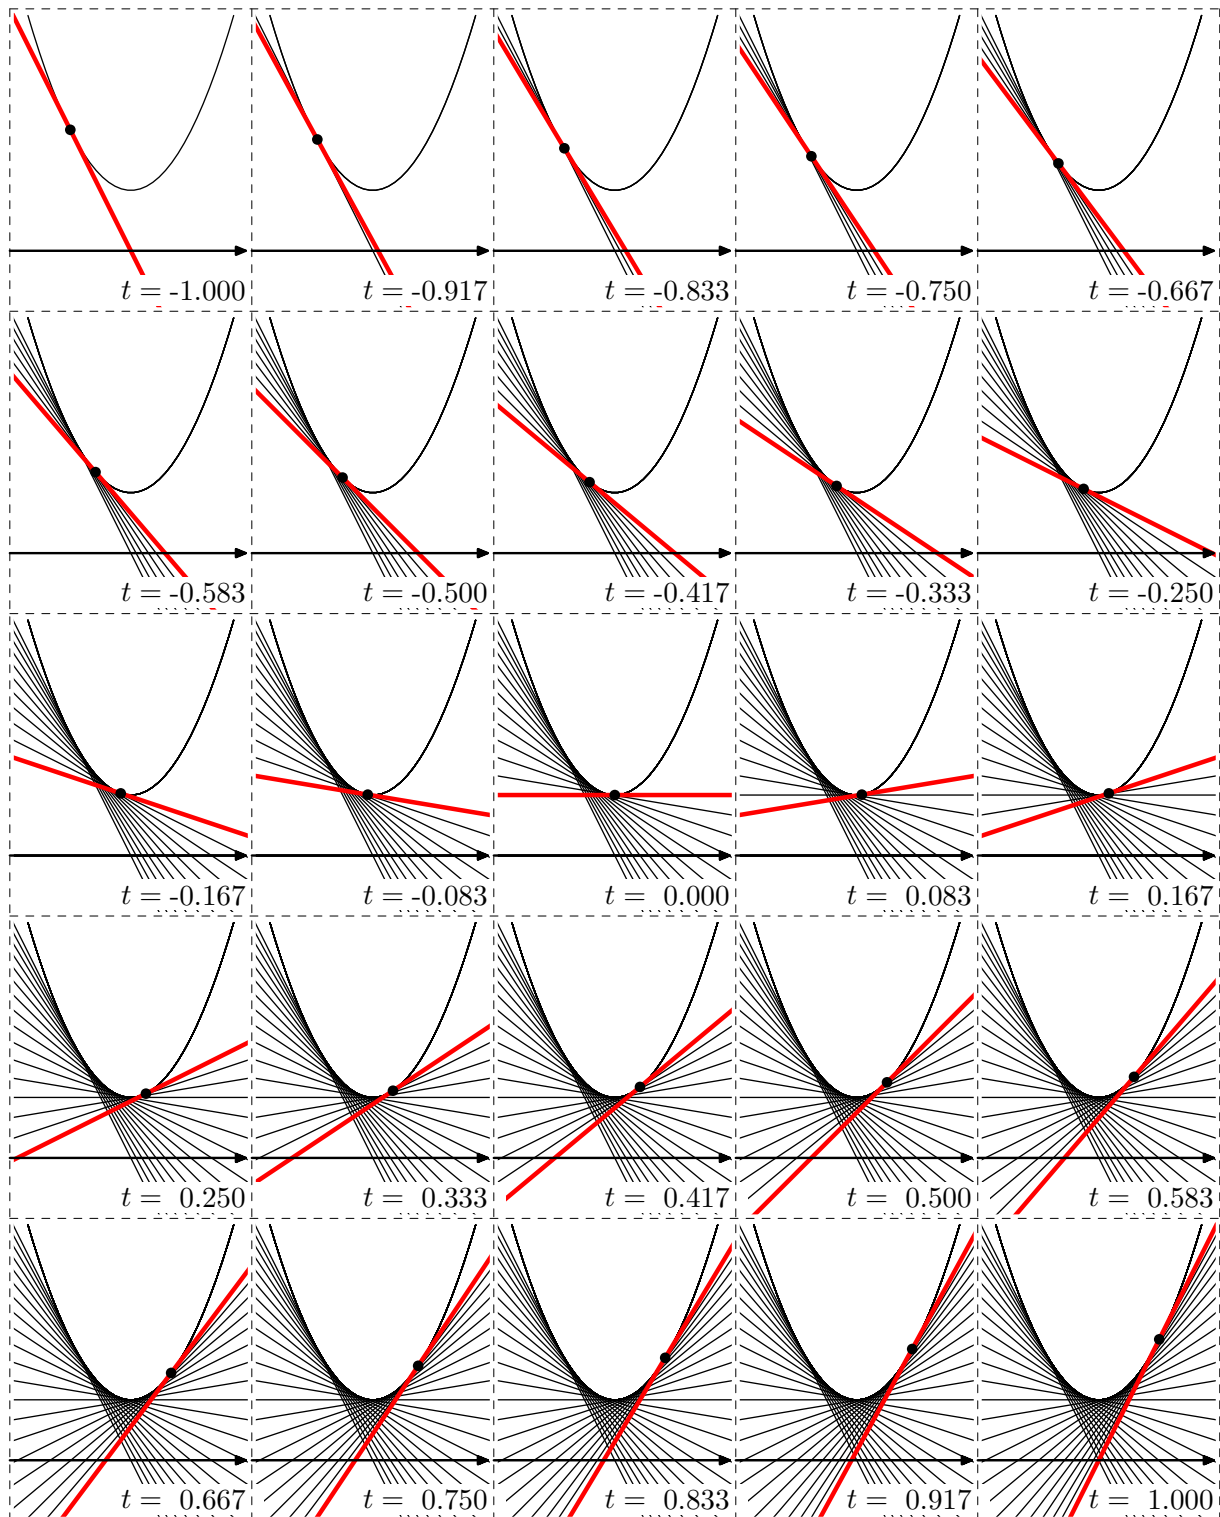 t = -1.000
t = -0.917
t = -0.833
t = -0.750
t = -0.667
t = -0.583
t = -0.500
t = -0.417
t = -0.333
t = -0.250
t = -0.167
t = -0.083
t = 0.000
t = 0.083
t = 0.167
t = 0.250
t = 0.333
t = 0.417
t = 0.500
t = 0.583
t = 0.667
t = 0.750
t = 0.833
t = 0.917
t = 1.000